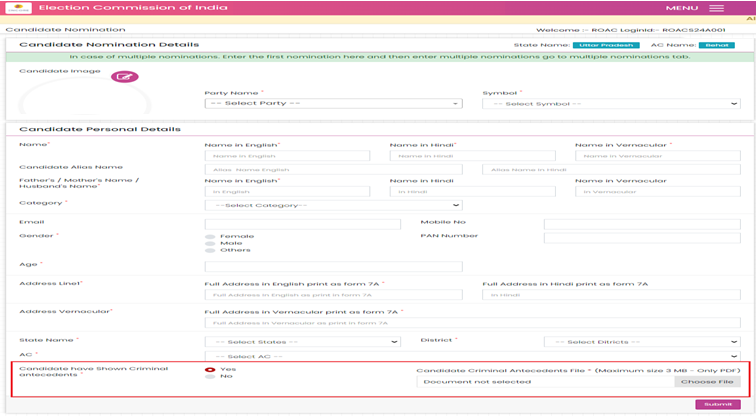 Election Commission of India MENU
Candidate Nomination Welcome :- ROAC LoginId:- ROACS24A001
Candidate Nomination Details State Name: Uttar Pradesh AC Name: Behat
In case of multiple nominations. Enter the first nomination here and then enter multiple nominations go to multiple nominations tab.
Candidate Image
Party Name * Symbol *
-- Select Party -- -- Select Symbol --
Candidate Personal Details
Name* Name in English* Name in Hindi* Name in Vernacular *
Name in English Name in Hindi Name in Vernacular
Candidate Alias Name Alias Name English Alias Name in Hindi
Father's / Mother's Name / Husband's Name* Name in English* Name in Hindi Name in Vernacular
in English in Hindi in Vernacular
Category * --Select Category--
Email Mobile No
Gender * Female PAN Number
Male
Others
Age *
Address Line1* Full Address in English print as form 7A * Full Address in Hindi print as form 7A
Full Address in English as print in form 7A in Hindi
Address Vernacular* Full Address in Vernacular print as form 7A *
Full Address in Vernacular as print in form 7A
State Name * -- Select States -- District * -- Select Ditricts --
AC * -- Select AC --
Candidate have Shown Criminal antecedents * Yes Candidate Criminal Antecedents File * (Maximum size 3 MB - Only PDF)
No Document not selected Choose File
Submit